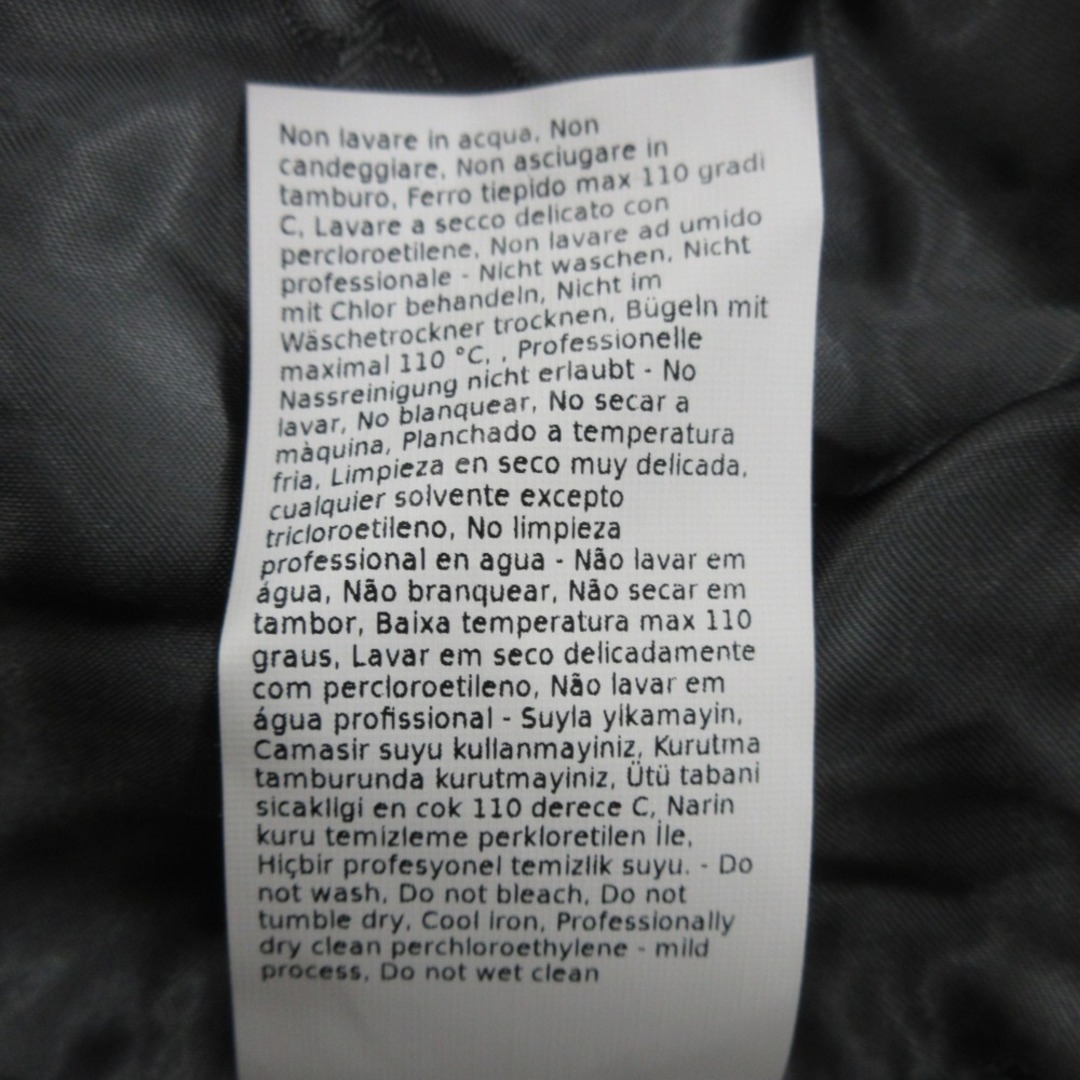 Non lavare in acqua, Non
candeggiare, Non asciugare in
tamburo, Ferro tiepido max 110 gradi
C, Lavare a secco delicato con
percloroetilene, Non lavare ad umido
professionale - Nicht waschen, Nicht
mit Chlor behandeln, Nicht im
Wäschetrockner trocknen, Bügeln mit
maximal 110 °C, , Professionelle
Nassreinigung nicht erlaubt - No
lavar, No blanquear, No secar a
màquina, Planchado a temperatura
fria, Limpieza en seco muy delicada,
cualquier solvente excepto
tricloroetileno, No limpieza
professional en agua - Não lavar em
água, Não branquear, Não secar em
tambor, Baixa temperatura max 110
graus, Lavar em seco delicadamente
com percloroetileno, Não lavar em
água profissional - Suyla yikamayin,
Camasir suyu kullanmayiniz, Kurutma
tamburunda kurutmayiniz, Ütü tabani
sicakligi en cok 110 derece C, Narin
kuru temizleme perkloretilen İle,
Hiçbir profesyonel temizlik suyu. - Do
not wash, Do not bleach, Do not
tumble dry, Cool iron, Professionally
dry clean perchloroethylene - mild
process, Do not wet clean